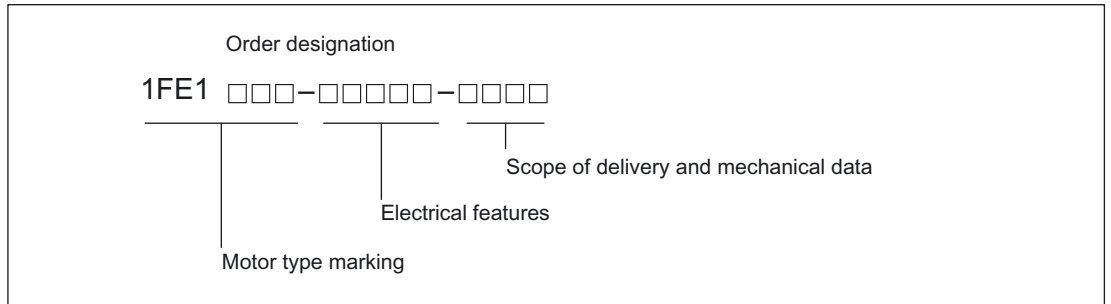 Order designation
1FE1 □□□–□□□□□–□□□□
Scope of delivery and mechanical data
Electrical features
Motor type marking